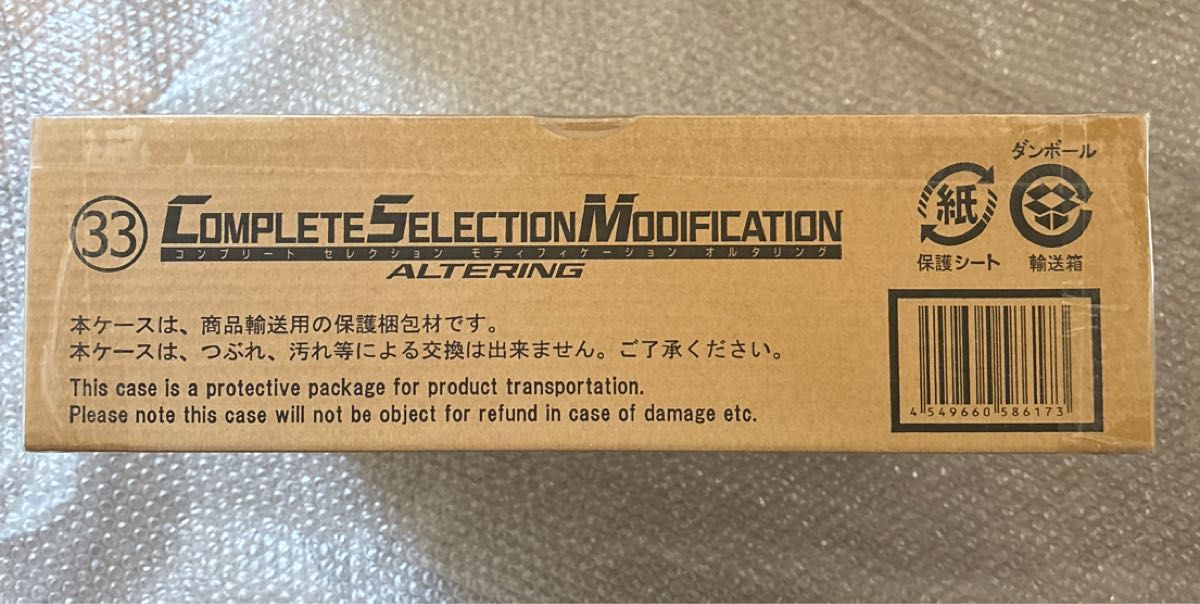 33
COMPLETE SELECTION MODIFICATION
コンプリート セレクション モディフィケーション オルタリング
ALTERING
本ケースは、商品輸送用の保護梱包材です。
本ケースは、つぶれ、汚れ等による交換は出来ません。ご了承ください。
This case is a protective package for product transportation.
Please note this case will not be object for refund in case of damage etc.
ダンボール
紙
保護シート
輸送箱
4 549660 586173